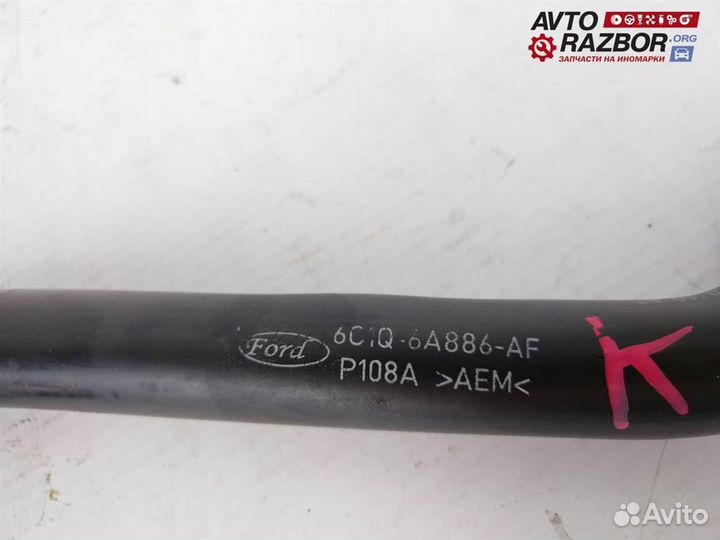 AVTO
RAZBOR.ORG
ЗАПЧАСТИ НА ИНОМАРКИ
Ford
6C1Q-6A886-AF
P108A >AEM<
K
Avito